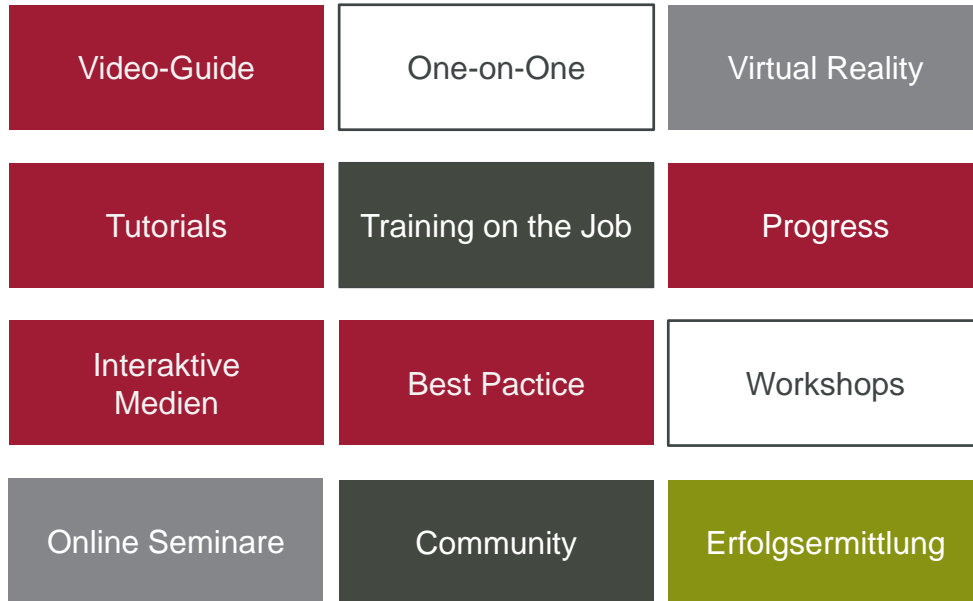 Video-Guide
One-on-One
Virtual Reality
Tutorials
Training on the Job
Progress
Interaktive
Medien
Best Pactice
Workshops
Online Seminare
Community
Erfolgsermittlung